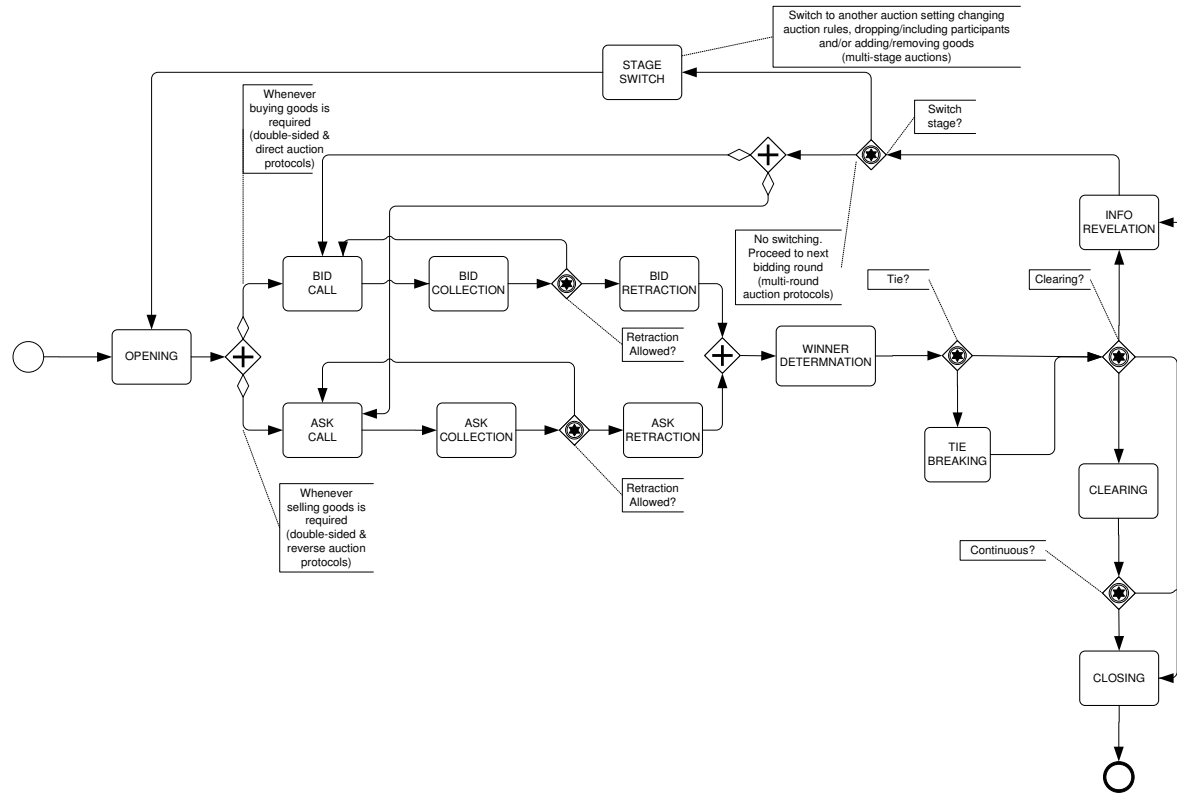 Switch to another auction setting changing
auction rules, dropping/including participants
and/or adding/removing goods
(multi-stage auctions)
STAGE
SWITCH
Whenever
buying goods is
required
(double-sided &
direct auction
protocols)
Switch
stage?
INFO
REVELATION
No switching.
Proceed to next
bidding round
(multi-round
auction protocols)
BID
CALL
BID
COLLECTION
BID
RETRACTION
Tie?
Clearing?
Retraction
Allowed?
OPENING
WINNER
DETERMNATION
ASK
CALL
ASK
COLLECTION
ASK
RETRACTION
TIE
BREAKING
Retraction
Allowed?
CLEARING
Whenever
selling goods is
required
(double-sided &
reverse auction
protocols)
Continuous?
CLOSING